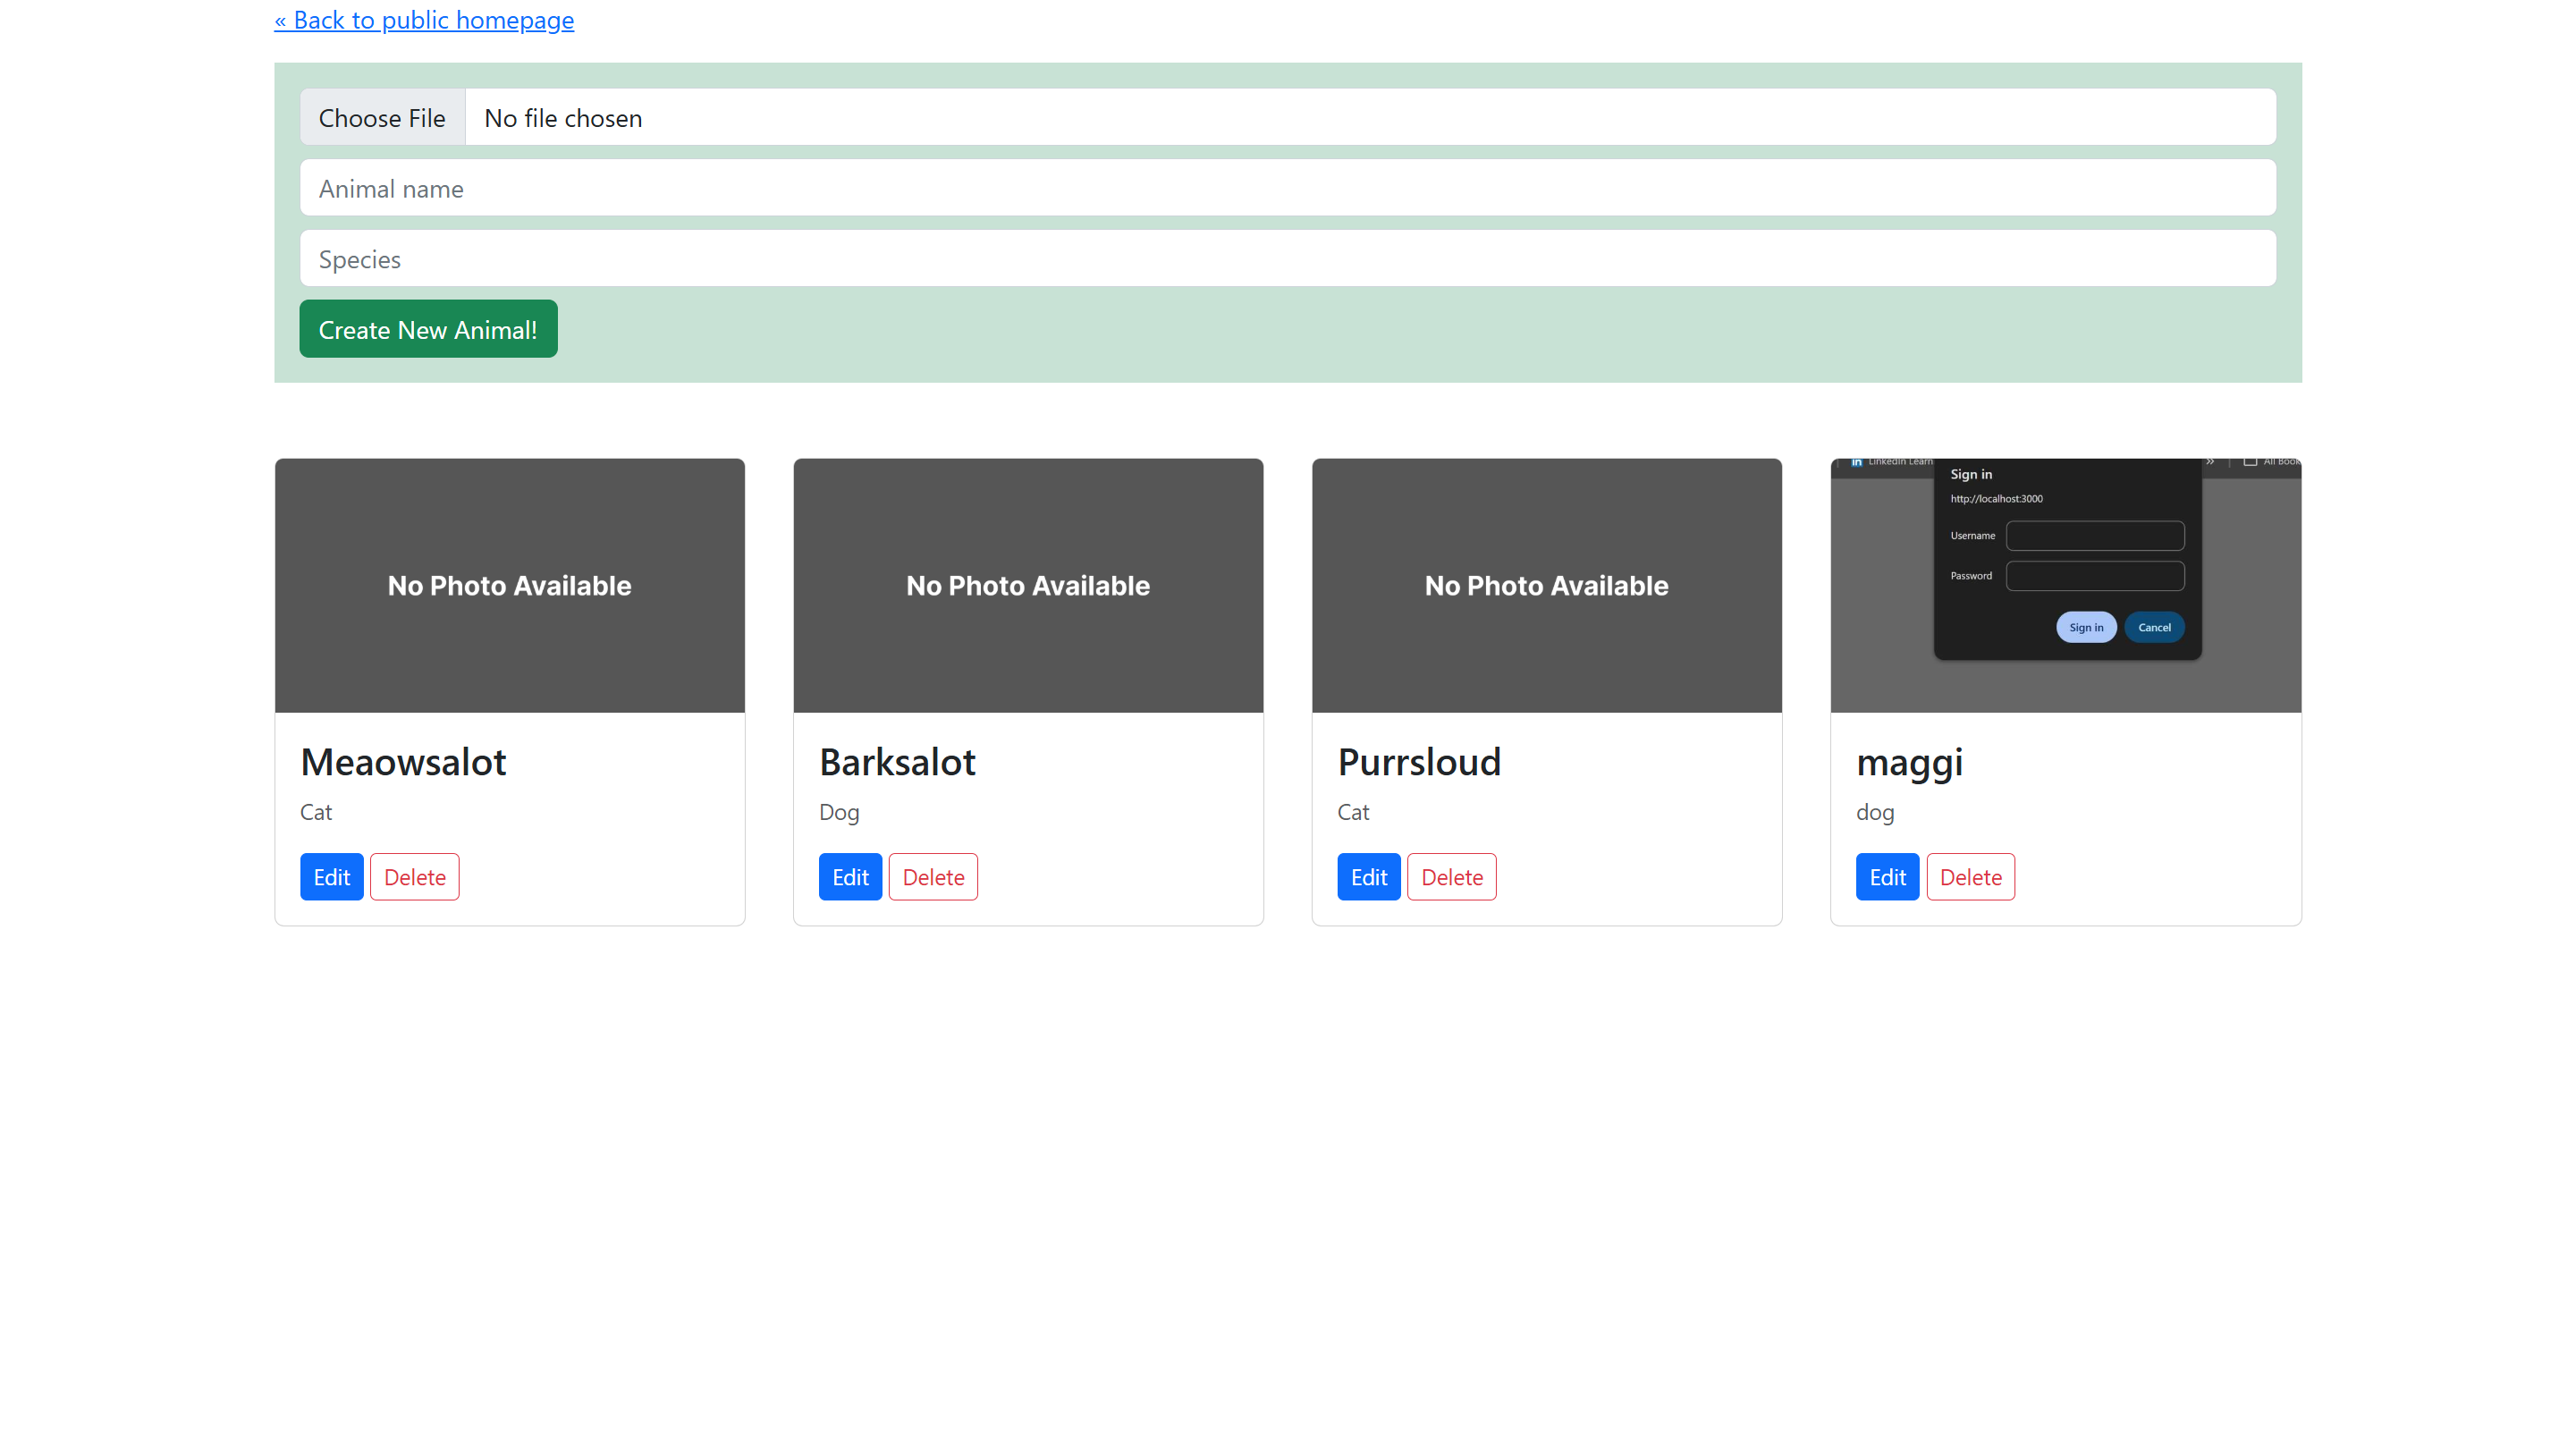 « Back to public homepage
Choose File No file chosen
Animal name
Species
Create New Animal!
No Photo Available
Meaowsalot
Cat
Edit Delete
No Photo Available
Barksalot
Dog
Edit Delete
No Photo Available
Purrsloud
Cat
Edit Delete
in LinkedIn Learn » All Book
Sign in
http://localhost:3000
Username
Password
Sign in Cancel
maggi
dog
Edit Delete